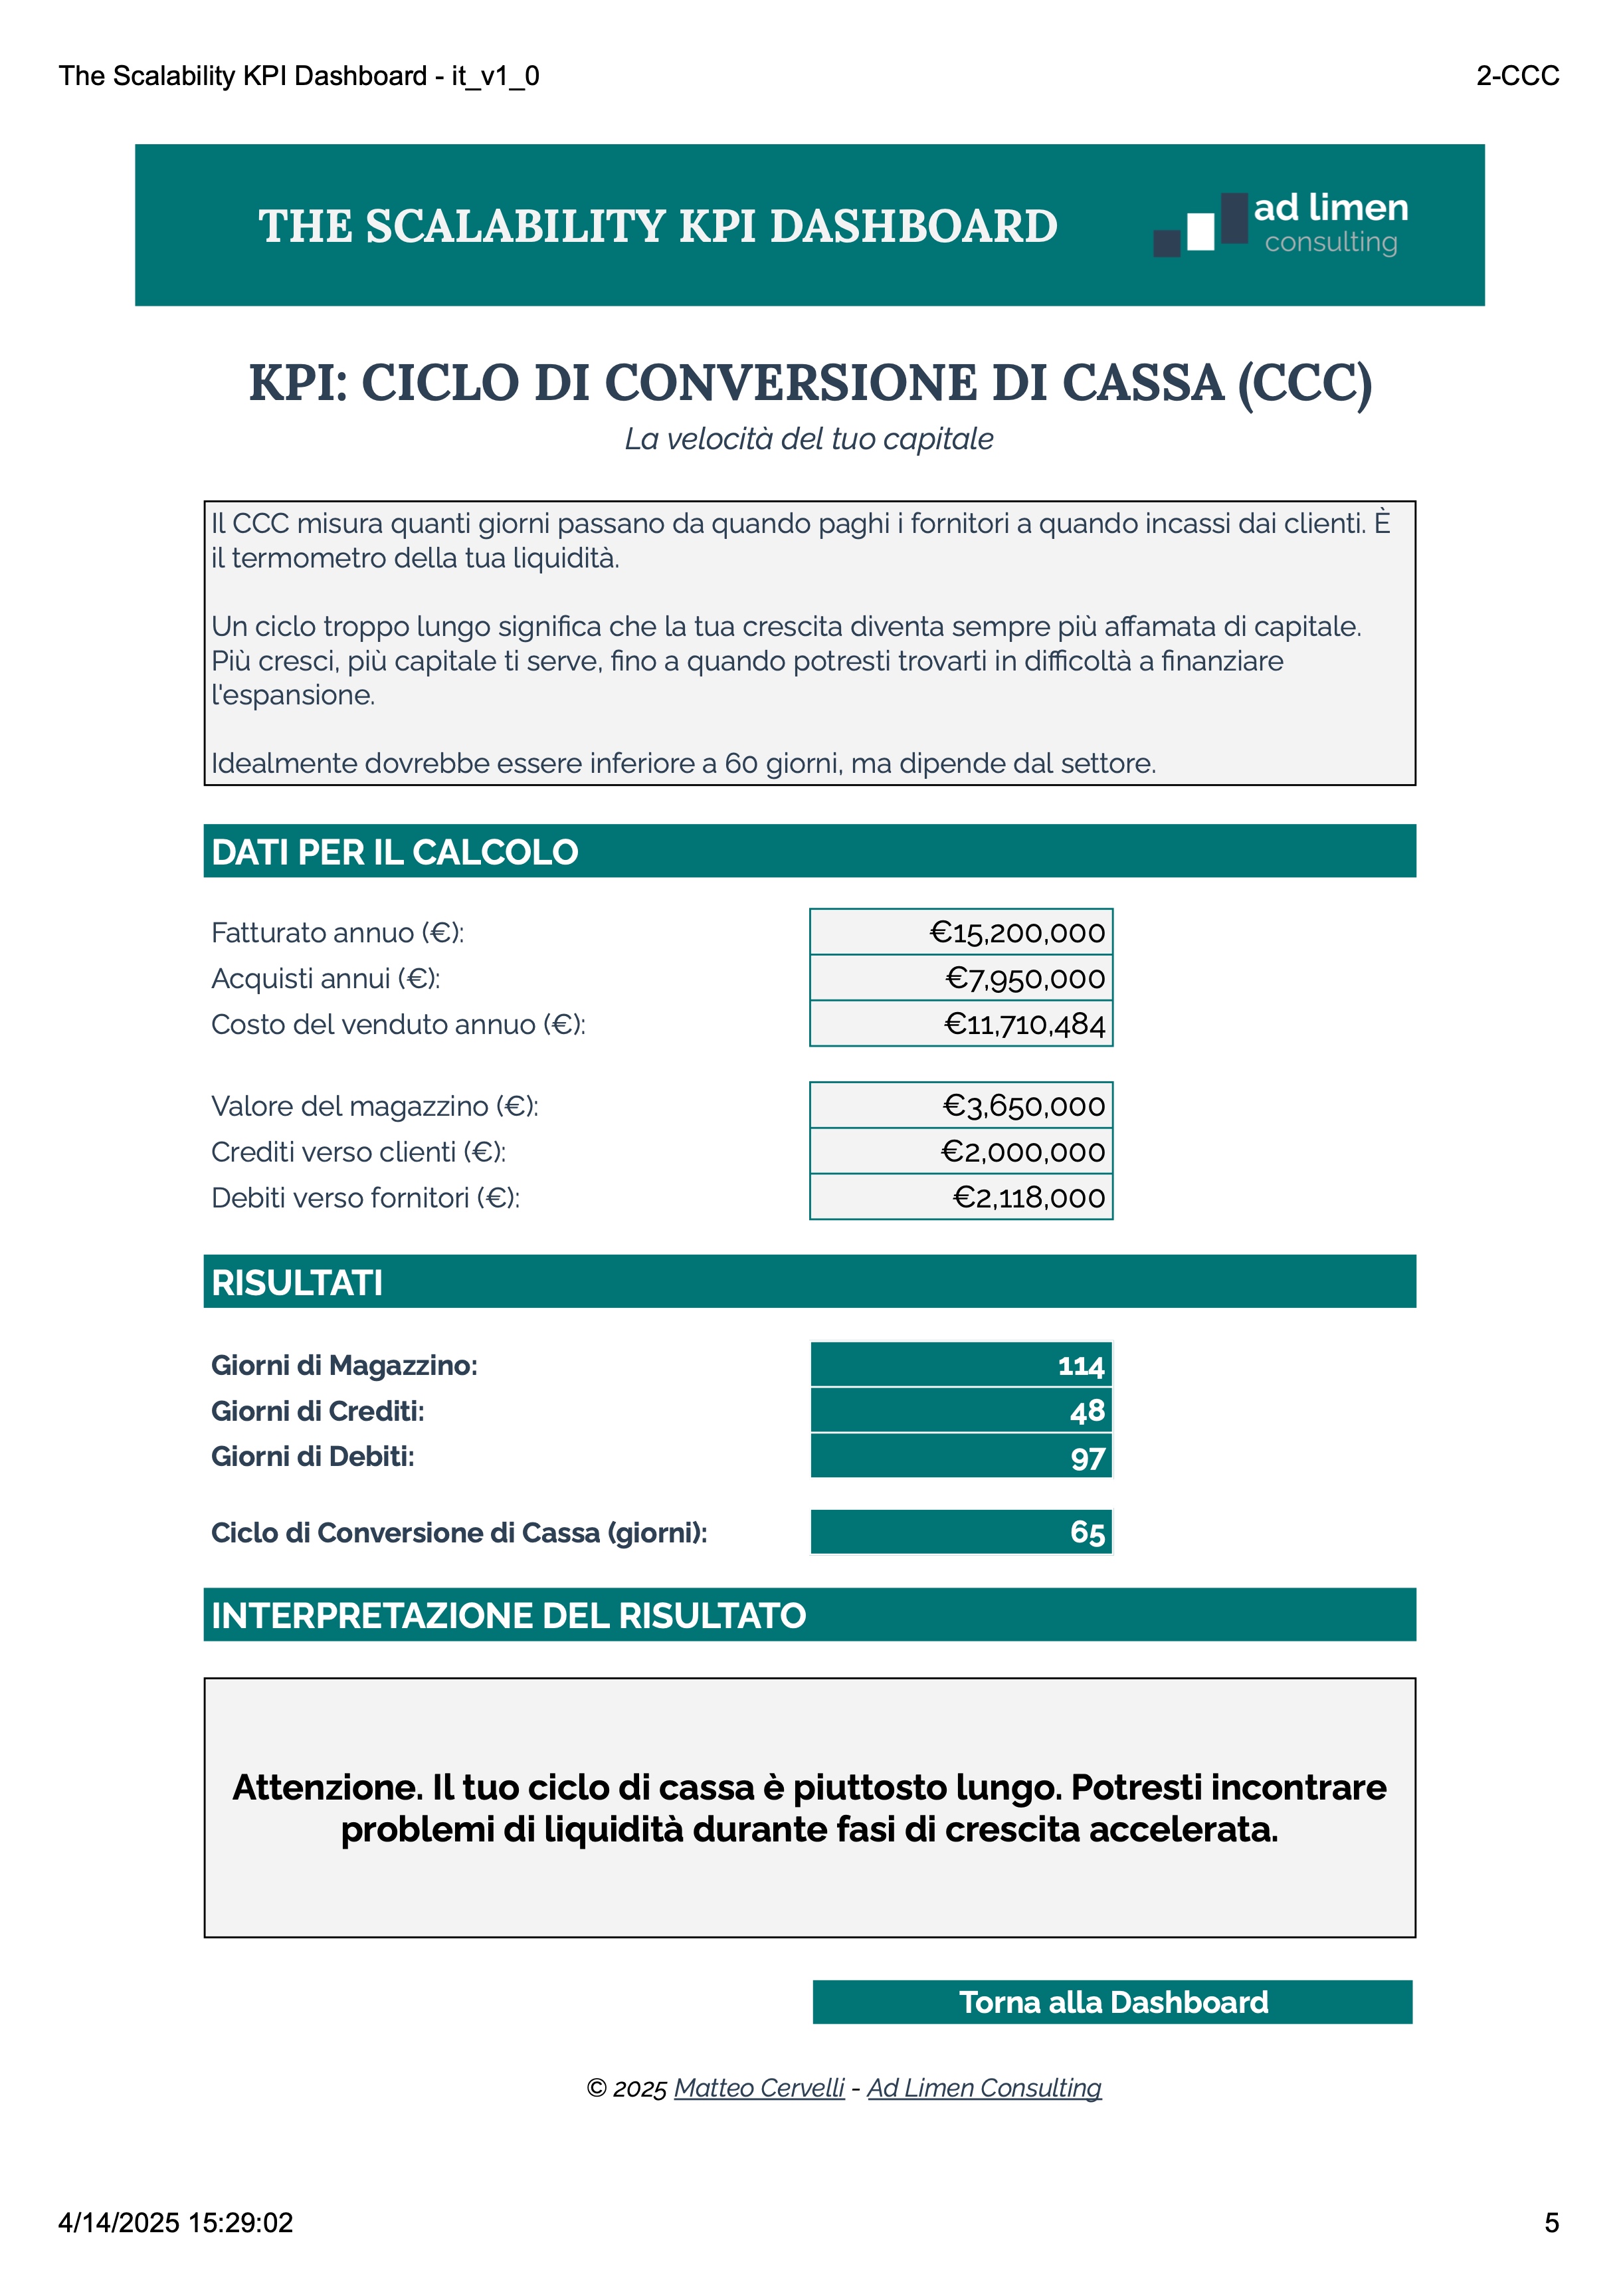 The Scalability KPI Dashboard - it_v1_0
2-CCC
THE SCALABILITY KPI DASHBOARD
ad limen
consulting
KPI: CICLO DI CONVERSIONE DI CASSA (CCC)
La velocità del tuo capitale
Il CCC misura quanti giorni passano da quando paghi i fornitori a quando incassi dai clienti. È
il termometro della tua liquidità.
Un ciclo troppo lungo significa che la tua crescita diventa sempre più affamata di capitale.
Più cresci, più capitale ti serve, fino a quando potresti trovarti in difficoltà a finanziare
l'espansione.
Idealmente dovrebbe essere inferiore a 60 giorni, ma dipende dal settore.
DATI PER IL CALCOLO
Fatturato annuo (€): €15,200,000
Acquisti annui (€): €7,950,000
Costo del venduto annuo (€): €11,710,484
Valore del magazzino (€): €3,650,000
Crediti verso clienti (€): €2,000,000
Debiti verso fornitori (€): €2,118,000
RISULTATI
Giorni di Magazzino: 114
Giorni di Crediti: 48
Giorni di Debiti: 97
Ciclo di Conversione di Cassa (giorni): 65
INTERPRETAZIONE DEL RISULTATO
Attenzione. Il tuo ciclo di cassa è piuttosto lungo. Potresti incontrare
problemi di liquidità durante fasi di crescita accelerata.
Torna alla Dashboard
© 2025 Matteo Cervelli - Ad Limen Consulting
4/14/2025 15:29:02
5